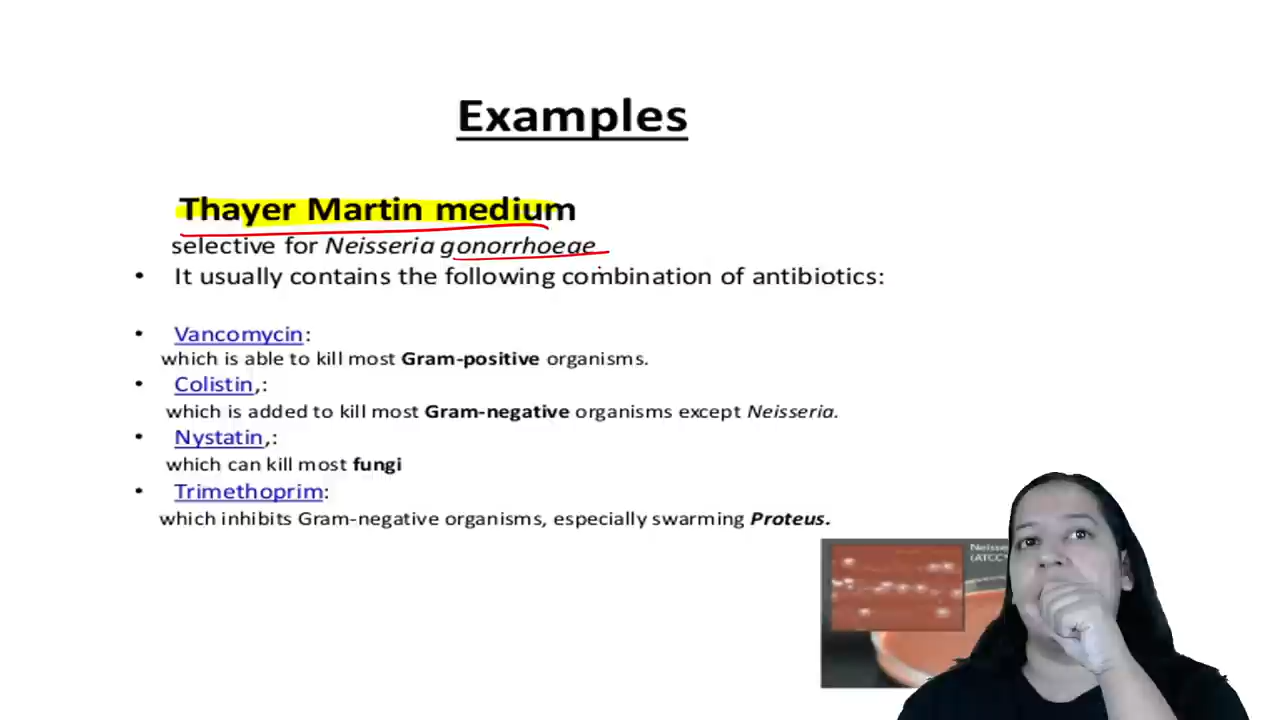 Examples
Thayer Martin medium
selective for Neisseria gonorrhoeae
• It usually contains the following combination of antibiotics:
• Vancomycin:
which is able to kill most Gram-positive organisms.
• Colistin,:
which is added to kill most Gram-negative organisms except Neisseria.
• Nystatin,:
which can kill most fungi
• Trimethoprim:
which inhibits Gram-negative organisms, especially swarming Proteus.